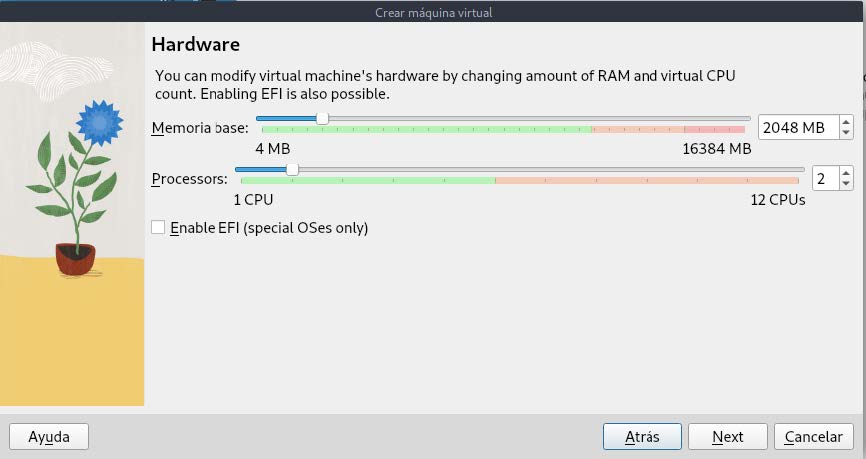 Crear máquina virtual
Hardware
You can modify virtual machine's hardware by changing amount of RAM and virtual CPU
count. Enabling EFI is also possible.
Memoria base:
2048 MB
4 MB
16384 MB
Processors:
2
1 CPU
12 CPUs
Enable EFI (special OSes only)
Ayuda
Atrás
Next
Cancelar